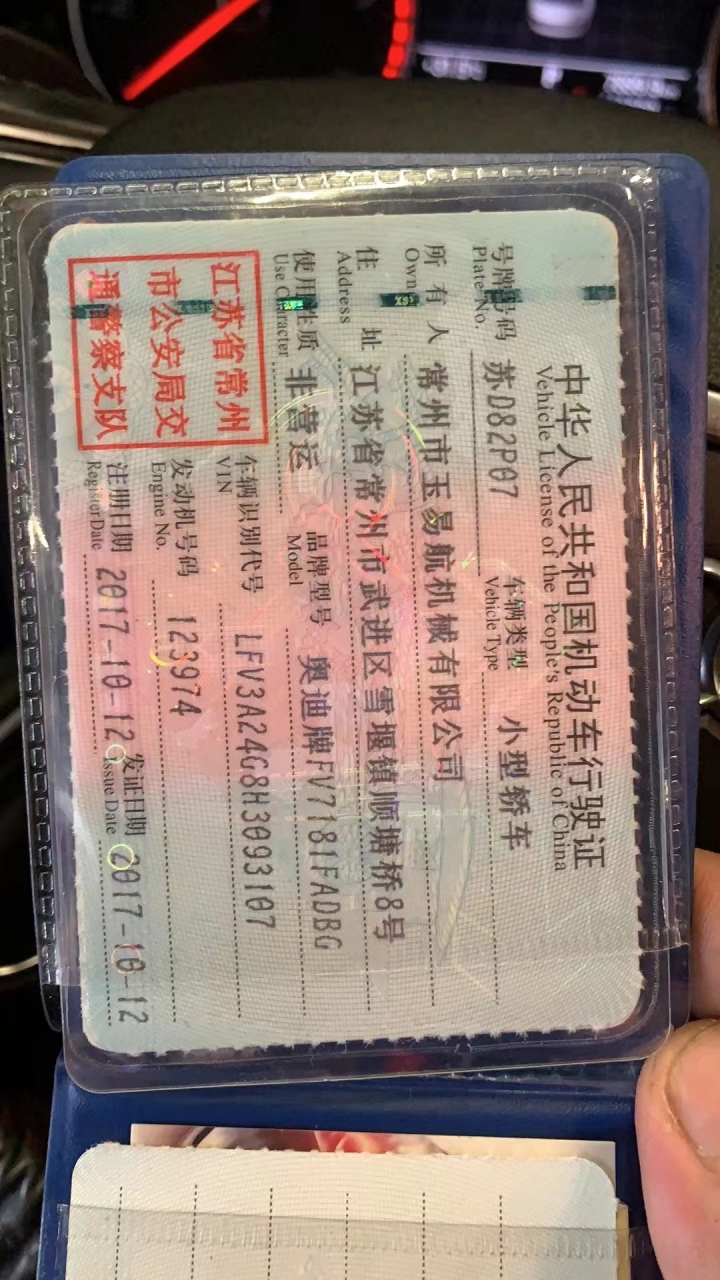 中华人民共和国机动车行驶证
Vehicle License of the People's Republic of China
号牌号码 苏D82P07 车辆类型 小型轿车
Plate No. Vehicle Type
所有人 常州市玉易航机械有限公司
Owner
住址 江苏省常州市武进区雪堰镇顺塘桥8号
Address
使用性质 非营运 品牌型号 奥迪牌FV7181FADBG
Use Character Model
车辆识别代号 LFV3A24G8H3093107
VIN
发动机号码 123974
Engine No.
注册日期 2017-10-12 发证日期 2017-10-12
Register Date Issue Date
江苏省常州
市公安局交
通警察支队